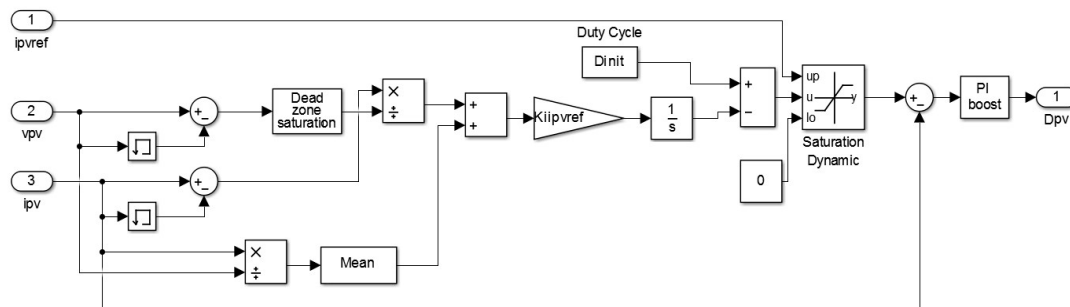 1
ipvref
Duty Cycle
Dinit
2
vpv
+
-
Dead
zone
saturation
×
÷
+
+
Kiipvref
1
s
+
-
up
u
lo
y
Saturation
Dynamic
+
-
PI
boost
1
Dpv
3
ipv
+
-
0
×
÷
Mean